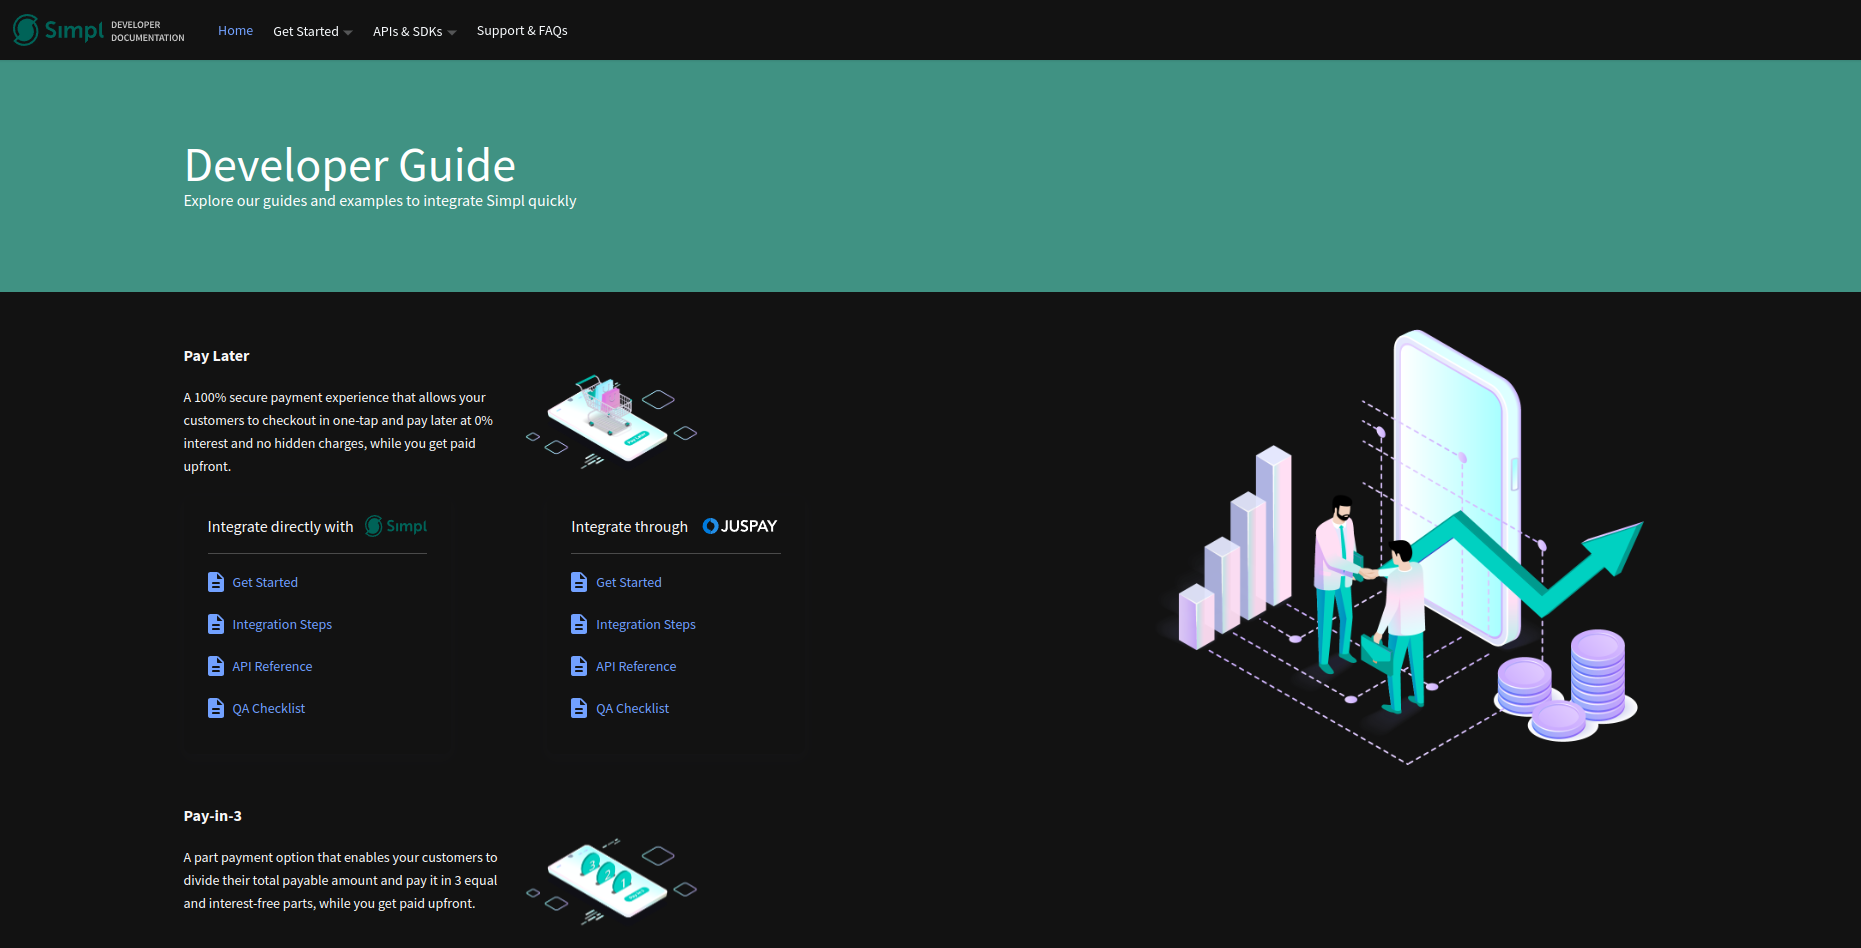 Simpl DEVELOPER
DOCUMENTATION
Home Get Started APIs & SDKs Support & FAQs
Developer Guide
Explore our guides and examples to integrate Simpl quickly
Pay Later
A 100% secure payment experience that allows your
customers to checkout in one-tap and pay later at 0%
interest and no hidden charges, while you get paid
upfront.
Integrate directly with Simpl
Get Started
Integration Steps
API Reference
QA Checklist
Integrate through JUSPAY
Get Started
Integration Steps
API Reference
QA Checklist
Pay-in-3
A part payment option that enables your customers to
divide their total payable amount and pay it in 3 equal
and interest-free parts, while you get paid upfront.
3 2 1